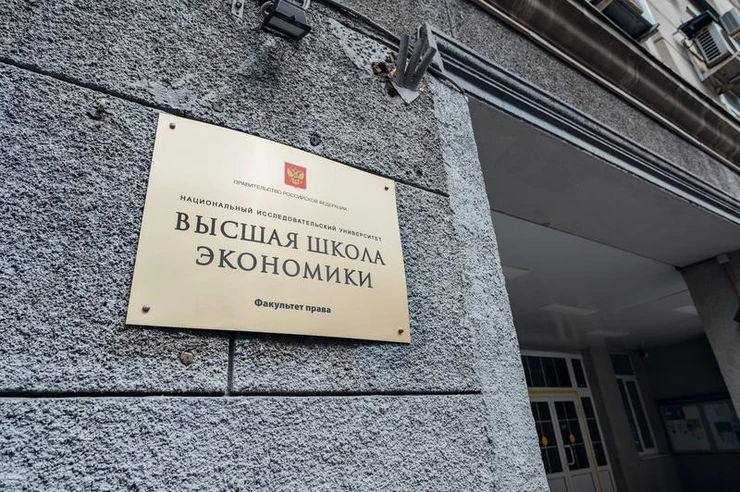 ПРАВИТЕЛЬСТВО РОССИЙСКОЙ ФЕДЕРАЦИИ
НАЦИОНАЛЬНЫЙ ИССЛЕДОВАТЕЛЬСКИЙ УНИВЕРСИТЕТ
ВЫСШАЯ ШКОЛА
ЭКОНОМИКИ
Факультет права